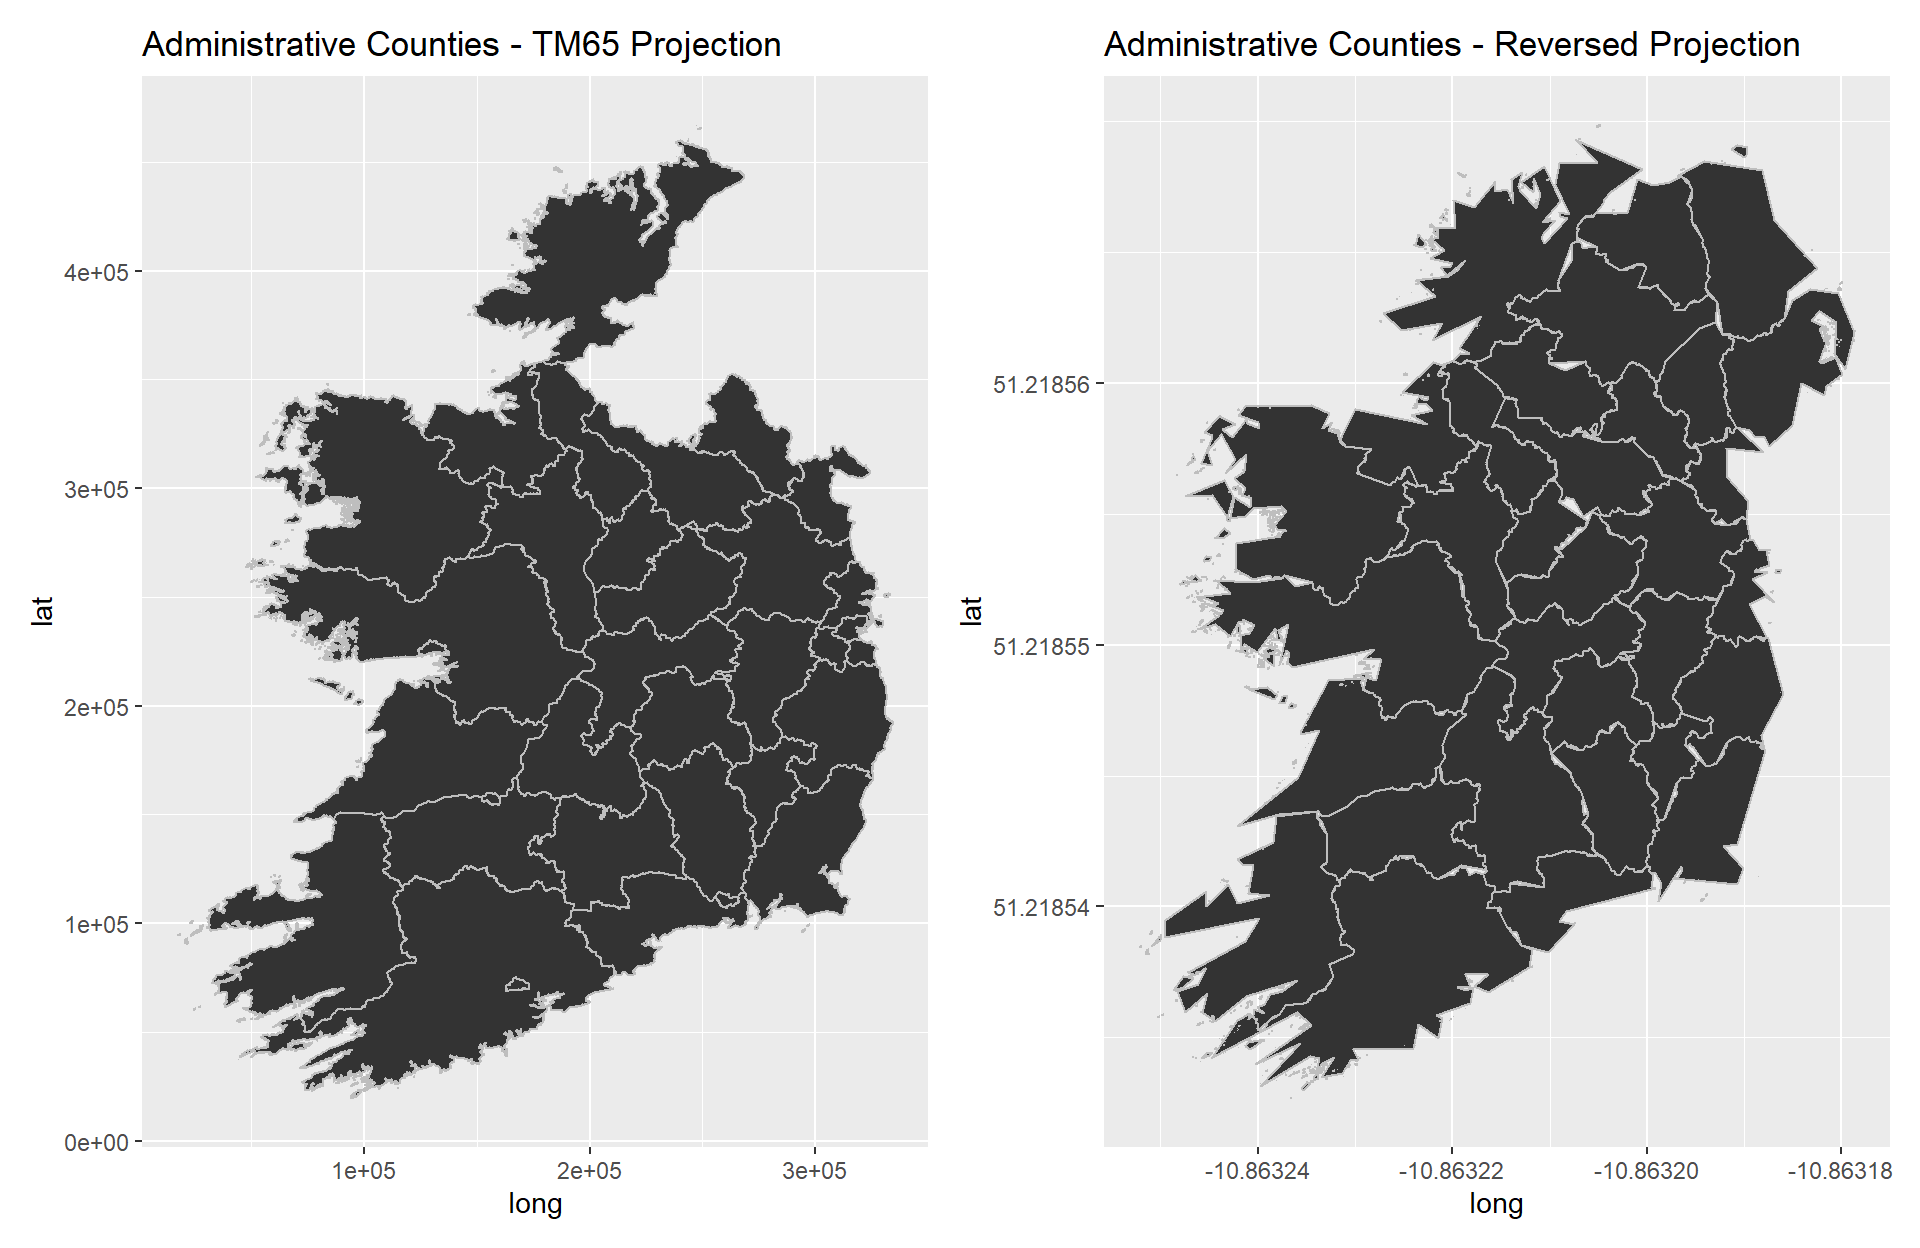 Administrative Counties - TM65 Projection
4e+05
3e+05
2e+05
1e+05
0e+00
lat
1e+05 2e+05 3e+05
long
Administrative Counties - Reversed Projection
51.21856
51.21855
51.21854
lat
-10.86324 -10.86322 -10.86320 -10.86318
long